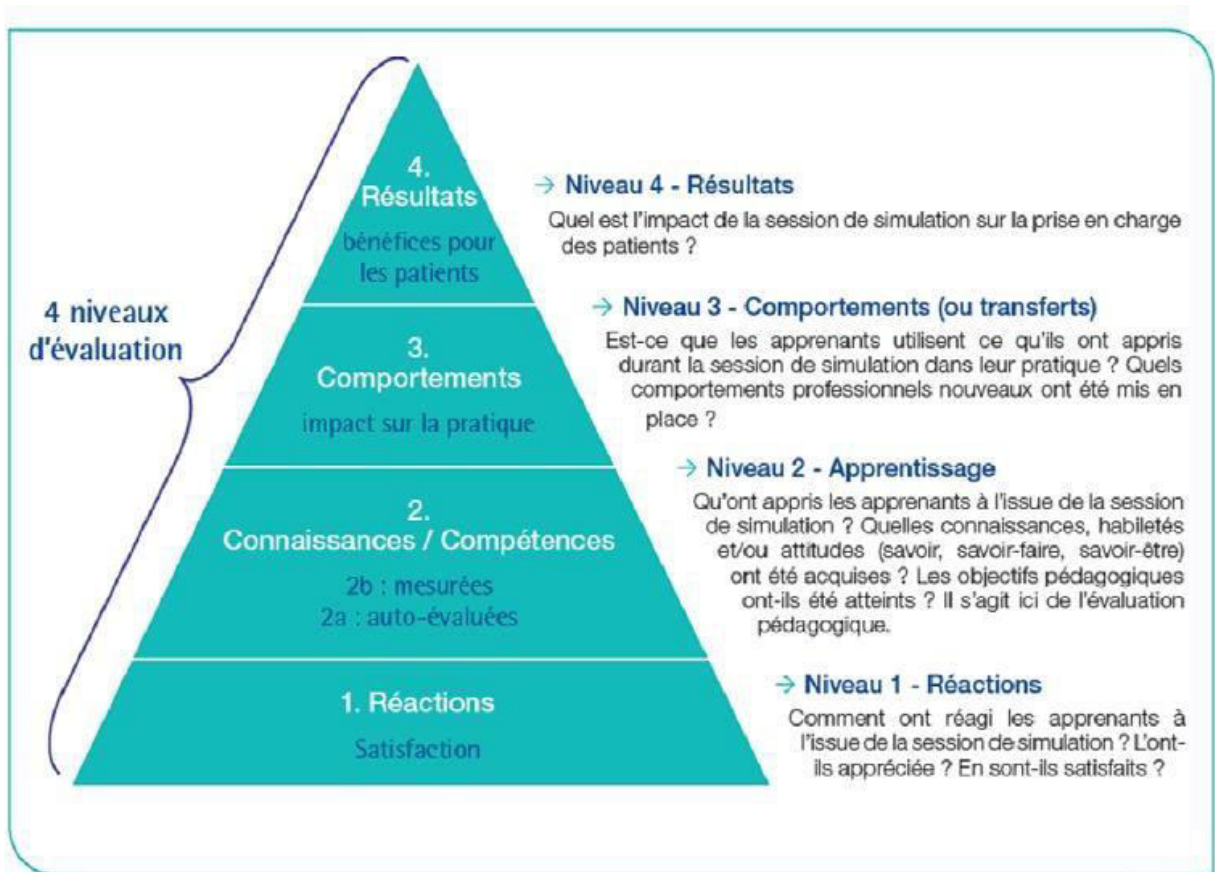 4 niveaux
d'évaluation
4.
Résultats
bénéfices pour
les patients
3.
Comportements
impact sur la pratique
2.
Connaissances / Compétences
2b : mesurées
2a : auto-évaluées
1. Réactions
Satisfaction
→ Niveau 4 - Résultats
Quel est l'impact de la session de simulation sur la prise en charge
des patients ?
→ Niveau 3 - Comportements (ou transferts)
Est-ce que les apprenants utilisent ce qu'ils ont appris
durant la session de simulation dans leur pratique ? Quels
comportements professionnels nouveaux ont été mis en
place ?
→ Niveau 2 - Apprentissage
Qu'ont appris les apprenants à l'issue de la session
de simulation ? Quelles connaissances, habiletés
et/ou attitudes (savoir, savoir-faire, savoir-être)
ont été acquises ? Les objectifs pédagogiques
ont-ils été atteints ? Il s'agit ici de l'évaluation
pédagogique.
→ Niveau 1 - Réactions
Comment ont réagi les apprenants à
l'issue de la session de simulation ? L'ont-
ils appréciée ? En sont-ils satisfaits ?